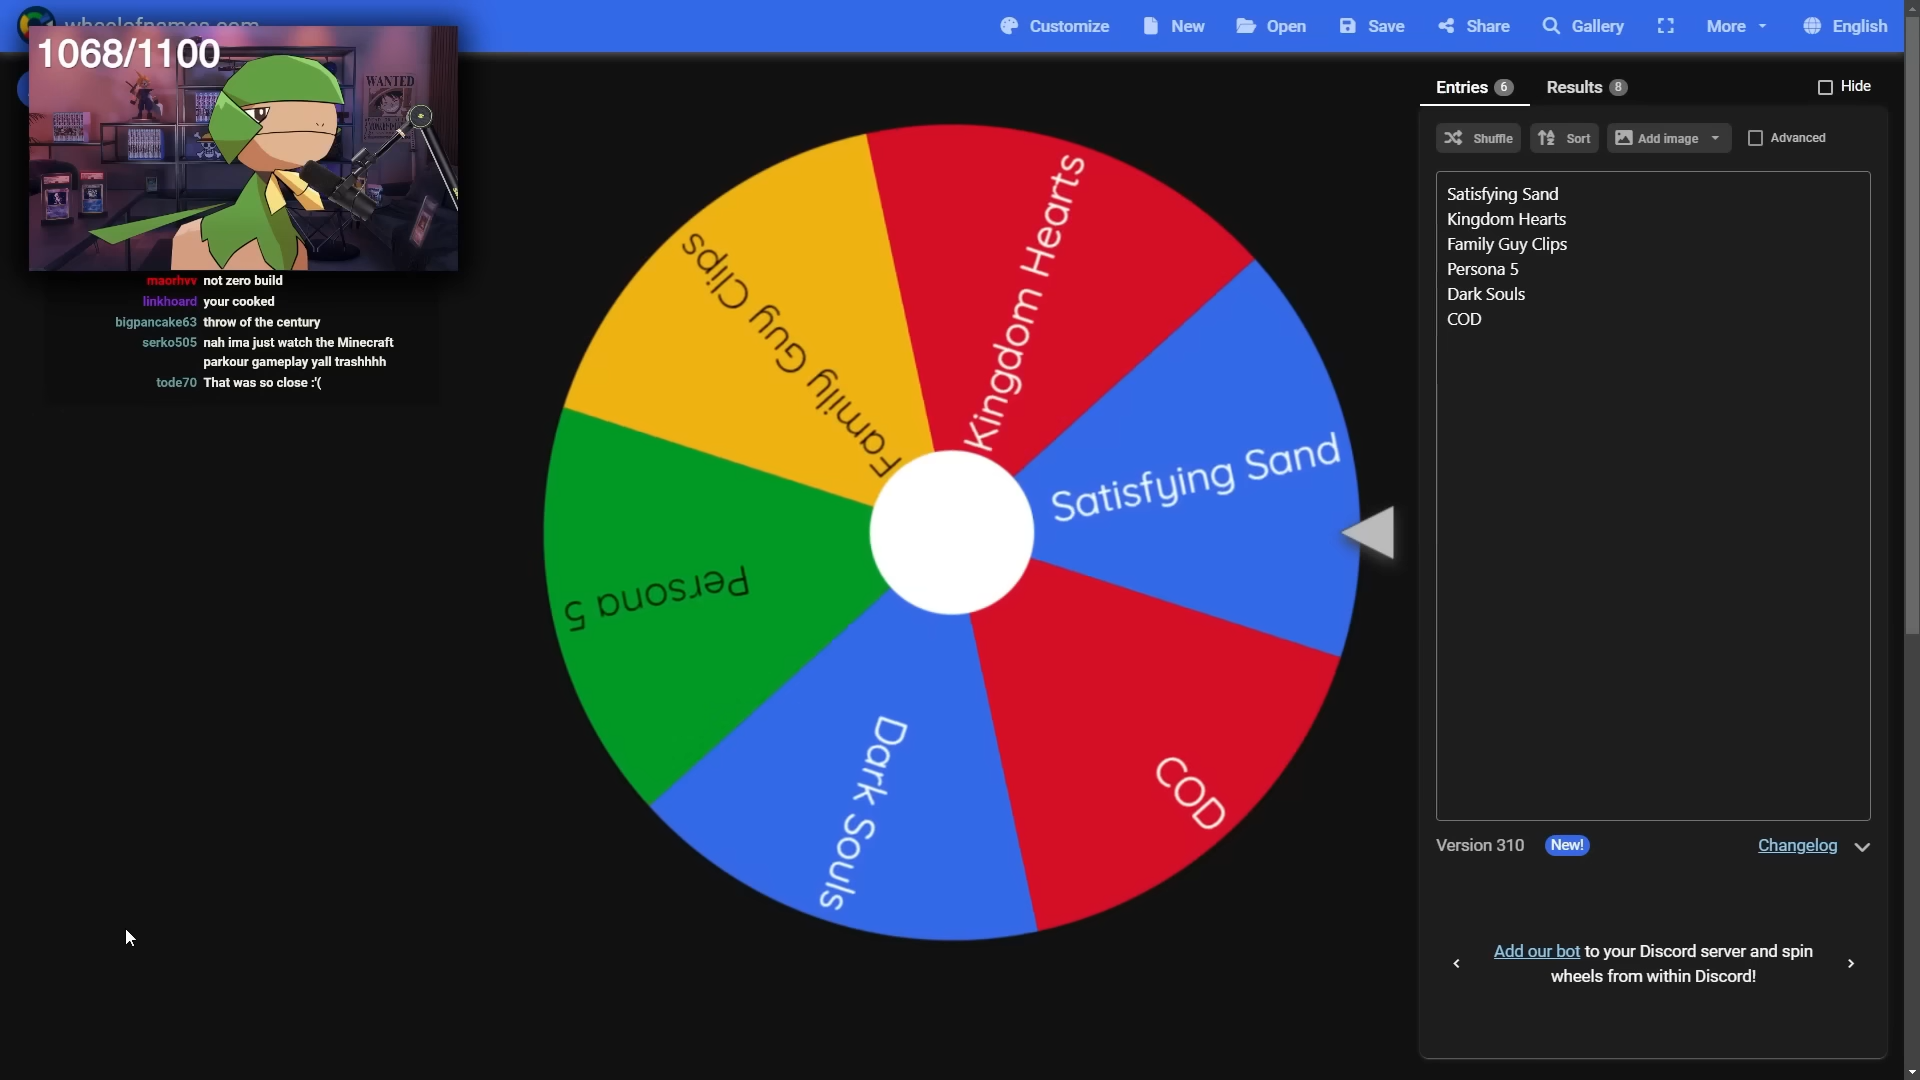 wheelofnames.com
Customize
New
Open
Save
Share
Gallery
More
English
1068/1100
WANTED
maorhvv not zero build
linkhoard your cooked
bigpancake63 throw of the century
serko505 nah ima just watch the Minecraft
parkour gameplay yall trashhhh
tode70 That was so close :'(
Kingdom Hearts
Family Guy Clips
Satisfying Sand
Persona 5
Dark Souls
COD
Entries 6
Results 8
Hide
Shuffle
Sort
Add image
Advanced
Satisfying Sand
Kingdom Hearts
Family Guy Clips
Persona 5
Dark Souls
COD
Version 310
New!
Changelog
Add our bot to your Discord server and spin
wheels from within Discord!